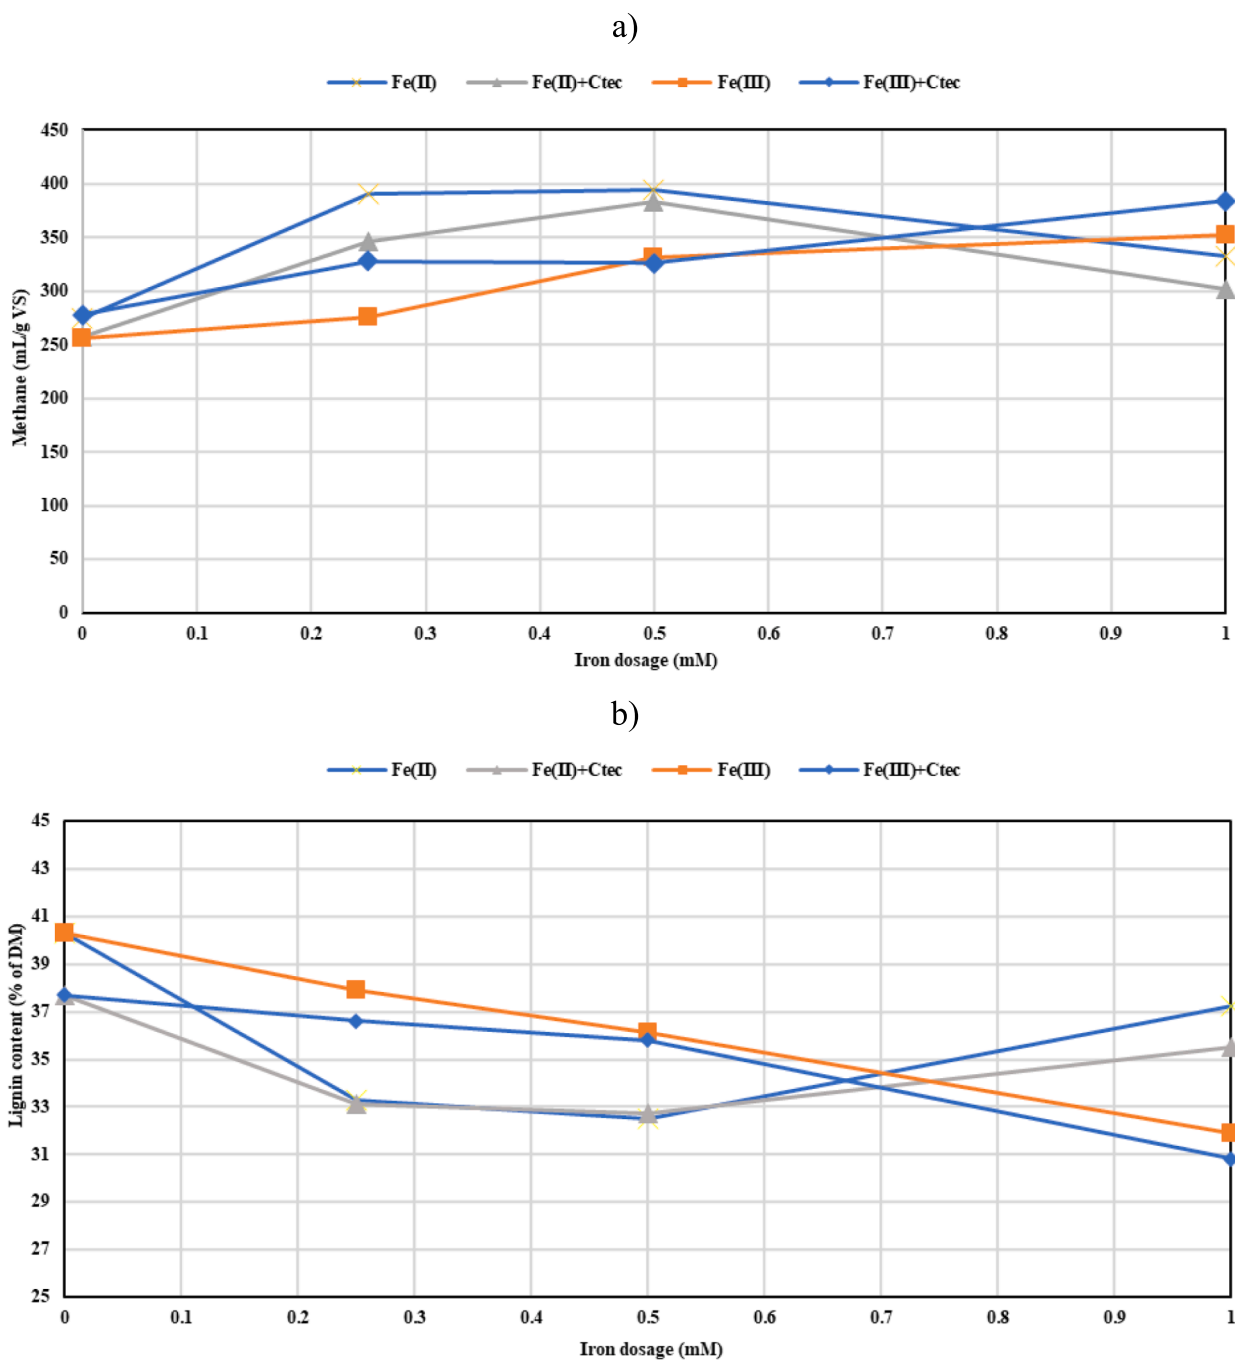 a)
Fe(II) Fe(II)+Ctec Fe(III) Fe(III)+Ctec
450
400
350
300
250
200
150
100
50
0
Methane (mL/g VS)
0 0.1 0.2 0.3 0.4 0.5 0.6 0.7 0.8 0.9 1
Iron dosage (mM)
b)
Fe(II) Fe(II)+Ctec Fe(III) Fe(III)+Ctec
45
43
41
39
37
35
33
31
29
27
25
Lignin content (% of DM)
0 0.1 0.2 0.3 0.4 0.5 0.6 0.7 0.8 0.9 1
Iron dosage (mM)